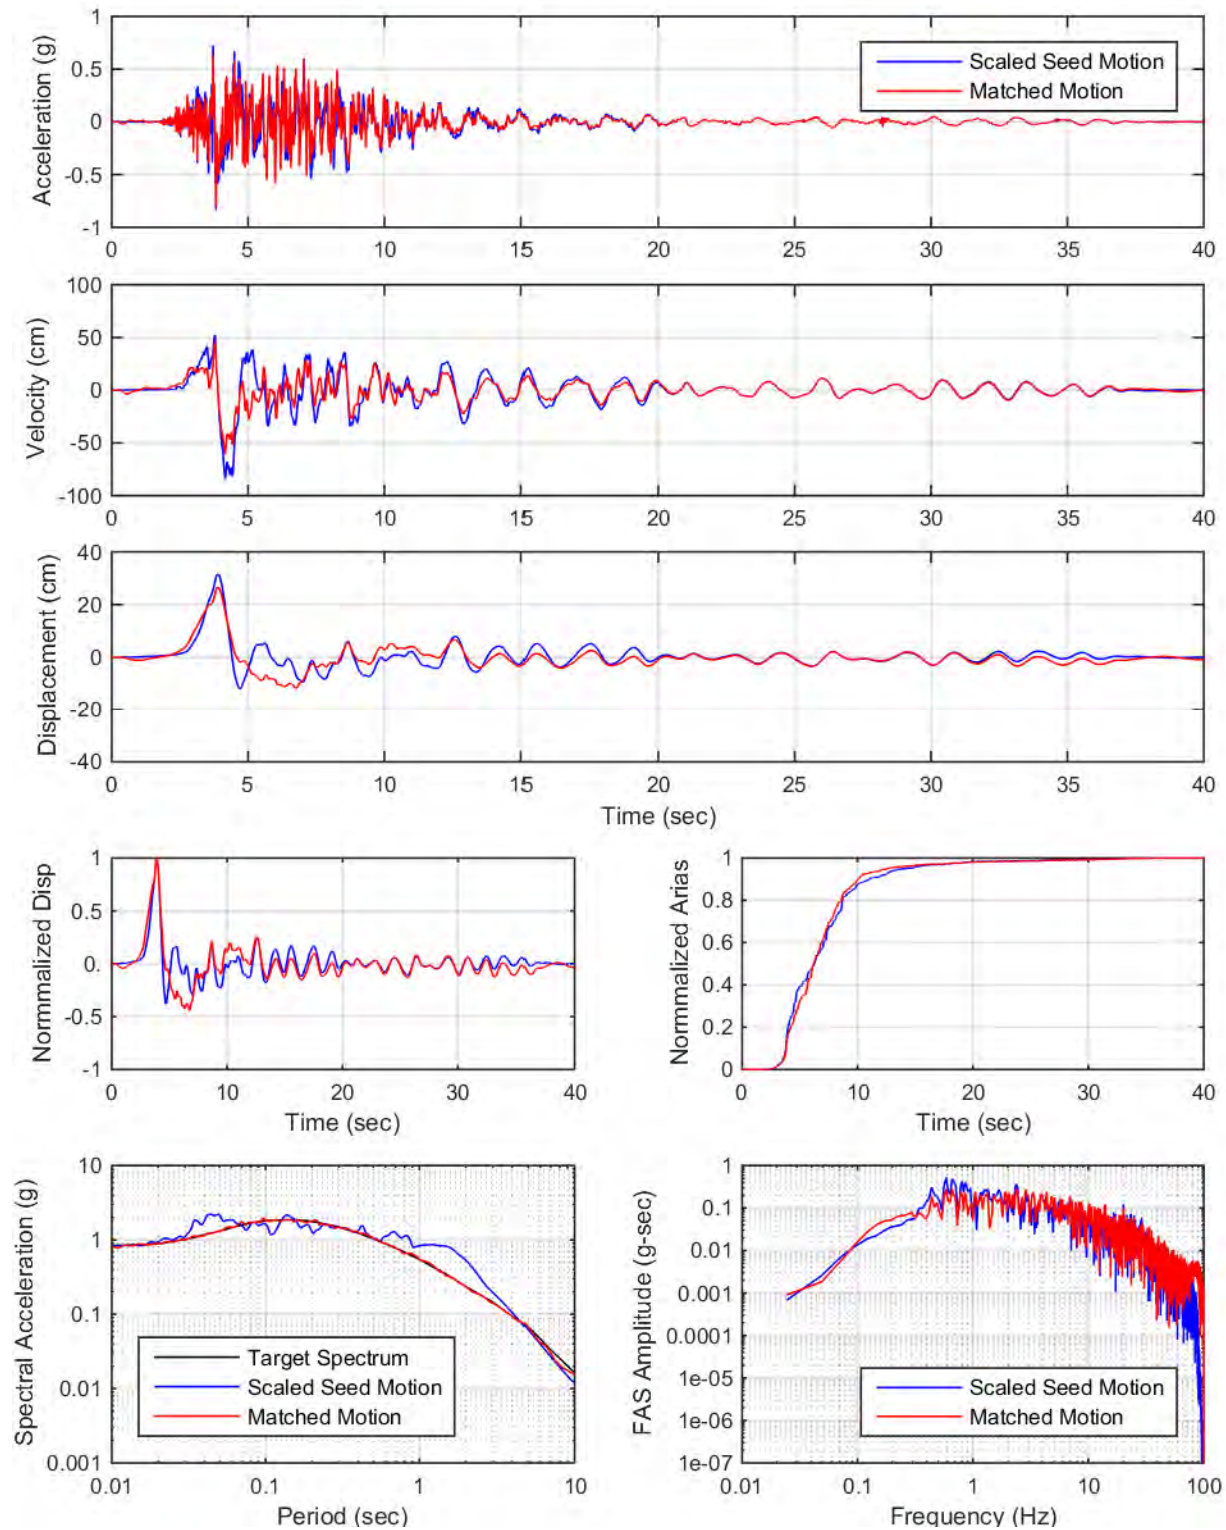 1
0.5
0
-0.5
-1
Acceleration (g)
Scaled Seed Motion
Matched Motion
0 5 10 15 20 25 30 35 40
100
50
0
-50
-100
Velocity (cm)
0 5 10 15 20 25 30 35 40
40
20
0
-20
-40
Displacement (cm)
0 5 10 15 20 25 30 35 40
Time (sec)
1
0.5
0.
-0.5
-1
Nornmalized Disp
0 10 20 30 40
Time (sec)
1
0.8
0.6
0.4
0.2
0
Normmalized Arias
0 10 20 30 40
Time (sec)
10
1
0.1
0.01
0.001
Spectral Acceleration (g)
Target Spectrum
Scaled Seed Motion
Matched Motion
0.01 0.1 1 10
Period (sec)
1
0.1
0.01
0.001
0.0001
1e-05
1e-06
1e-07
FAS Amplitude (g-sec)
Scaled Seed Motion
Matched Motion
0.01 0.1 1 10 100
Frequency (Hz)